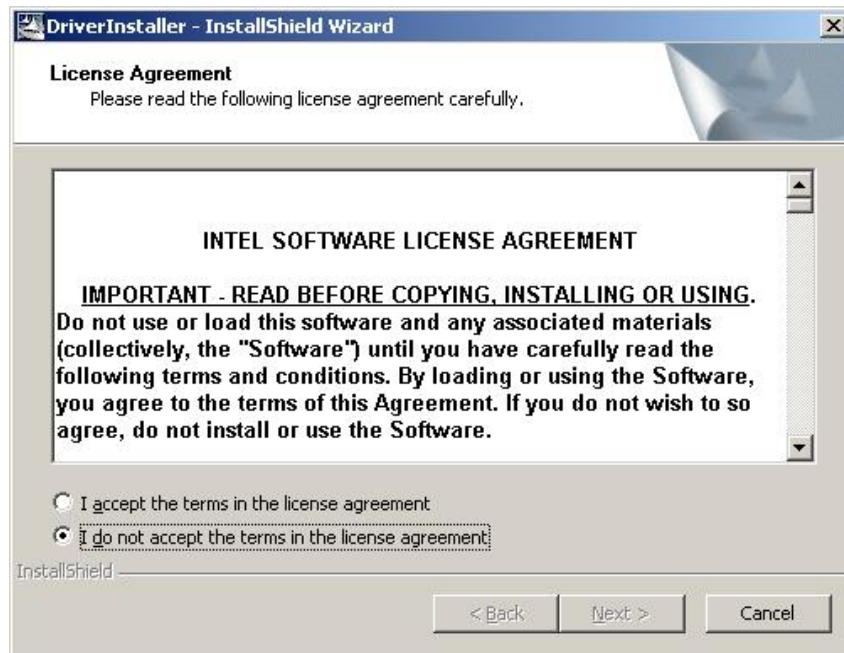 DriverInstaller - InstallShield Wizard
License Agreement
Please read the following license agreement carefully.
INTEL SOFTWARE LICENSE AGREEMENT
IMPORTANT - READ BEFORE COPYING, INSTALLING OR USING.
Do not use or load this software and any associated materials
(collectively, the "Software") until you have carefully read the
following terms and conditions. By loading or using the Software,
you agree to the terms of this Agreement. If you do not wish to so
agree, do not install or use the Software.
I accept the terms in the license agreement
I do not accept the terms in the license agreement
InstallShield
< Back
Next >
Cancel